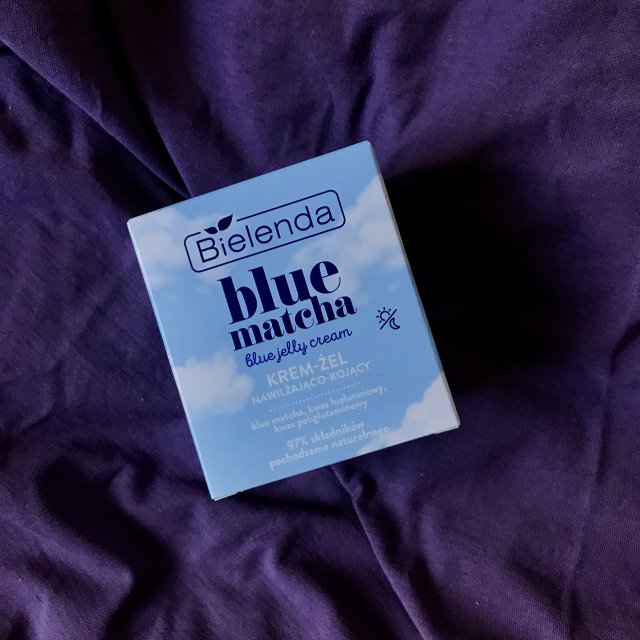 Bielenda
blue
matcha
blue jelly cream
KREM-ŻEL
NAWILŻAJĄCO-KOJĄCY
blue matcha, kwas hialuronowy,
kwas poliglutaminowy
97% składników
pochodzenia naturalnego